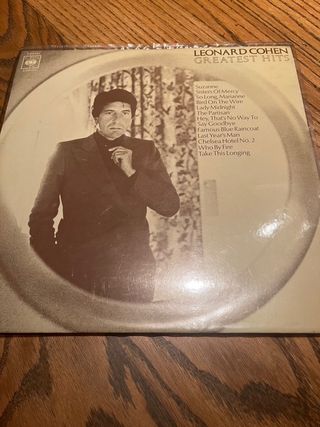 CBS
LEONARD COHEN
GREATEST HITS
Suzanne
Sisters Of Mercy
So Long, Marianne
Bird On The Wire
Lady Midnight
The Partisan
Hey, That's No Way To
Say Goodbye
Famous Blue Raincoat
Last Year's Man
Chelsea Hotel No. 2
Who By Fire
Take This Longing